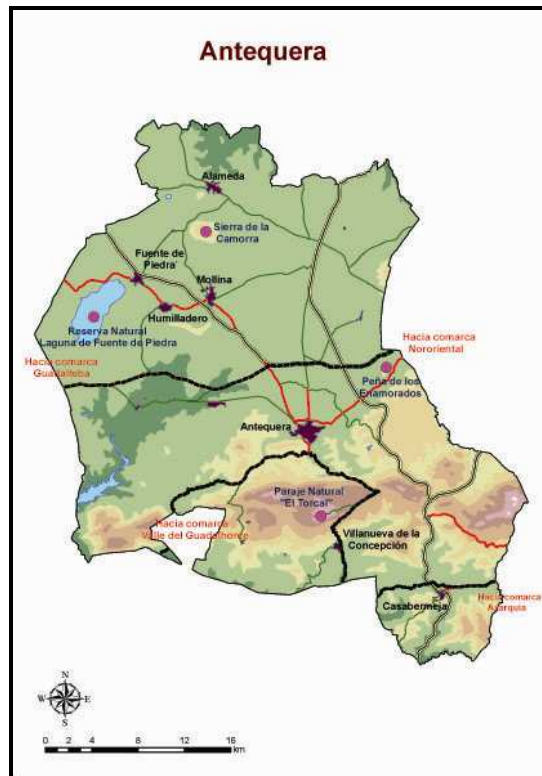 Antequera
Alameda
Sierra de la
Camorra
Fuente de
Piedra
Mollina
Humilladero
Reserva Natural
Laguna de Fuente de Piedra
Hacia comarca
Guadalteba
Hacia comarca
Nororiental
Peña de los
Enamorados
Antequera
Paraje Natural
"El Torcal"
Hacia comarca
Valle del Guadalhorce
Villanueva de la
Concepción
Casabermeja
Hacia comarca
Axarquia
N
W E
S
0 2 4 8 12 16
km